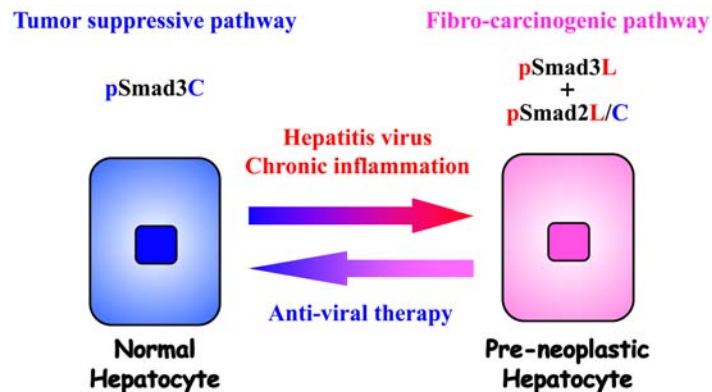 Tumor suppressive pathway
Fibro-carcinogenic pathway
pSmad3C
pSmad3L
+
pSmad2L/C
Hepatitis virus
Chronic inflammation
Anti-viral therapy
Normal
Hepatocyte
Pre-neoplastic
Hepatocyte